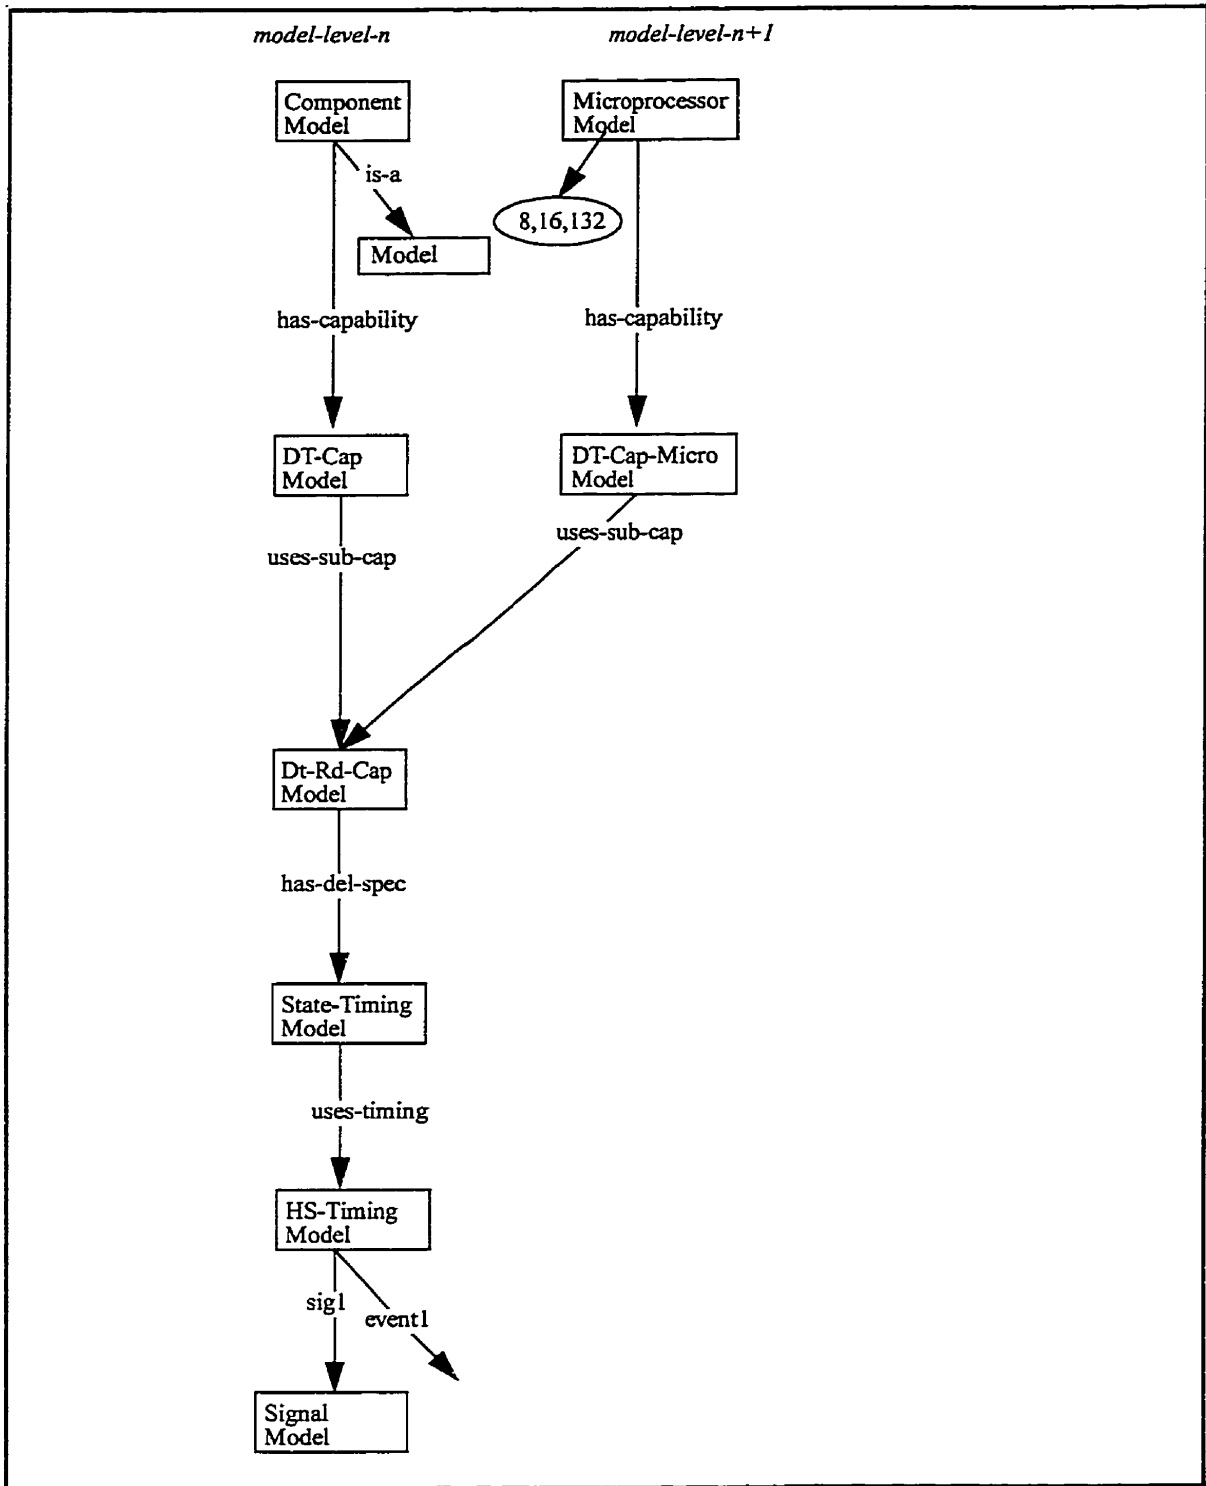 model-level-n
model-level-n+1
Component
Model
Microprocessor
Model
is-a
8,16,132
Model
has-capability
has-capability
DT-Cap
Model
DT-Cap-Micro
Model
uses-sub-cap
uses-sub-cap
Dt-Rd-Cap
Model
has-del-spec
State-Timing
Model
uses-timing
HS-Timing
Model
sig1
event1
Signal
Model